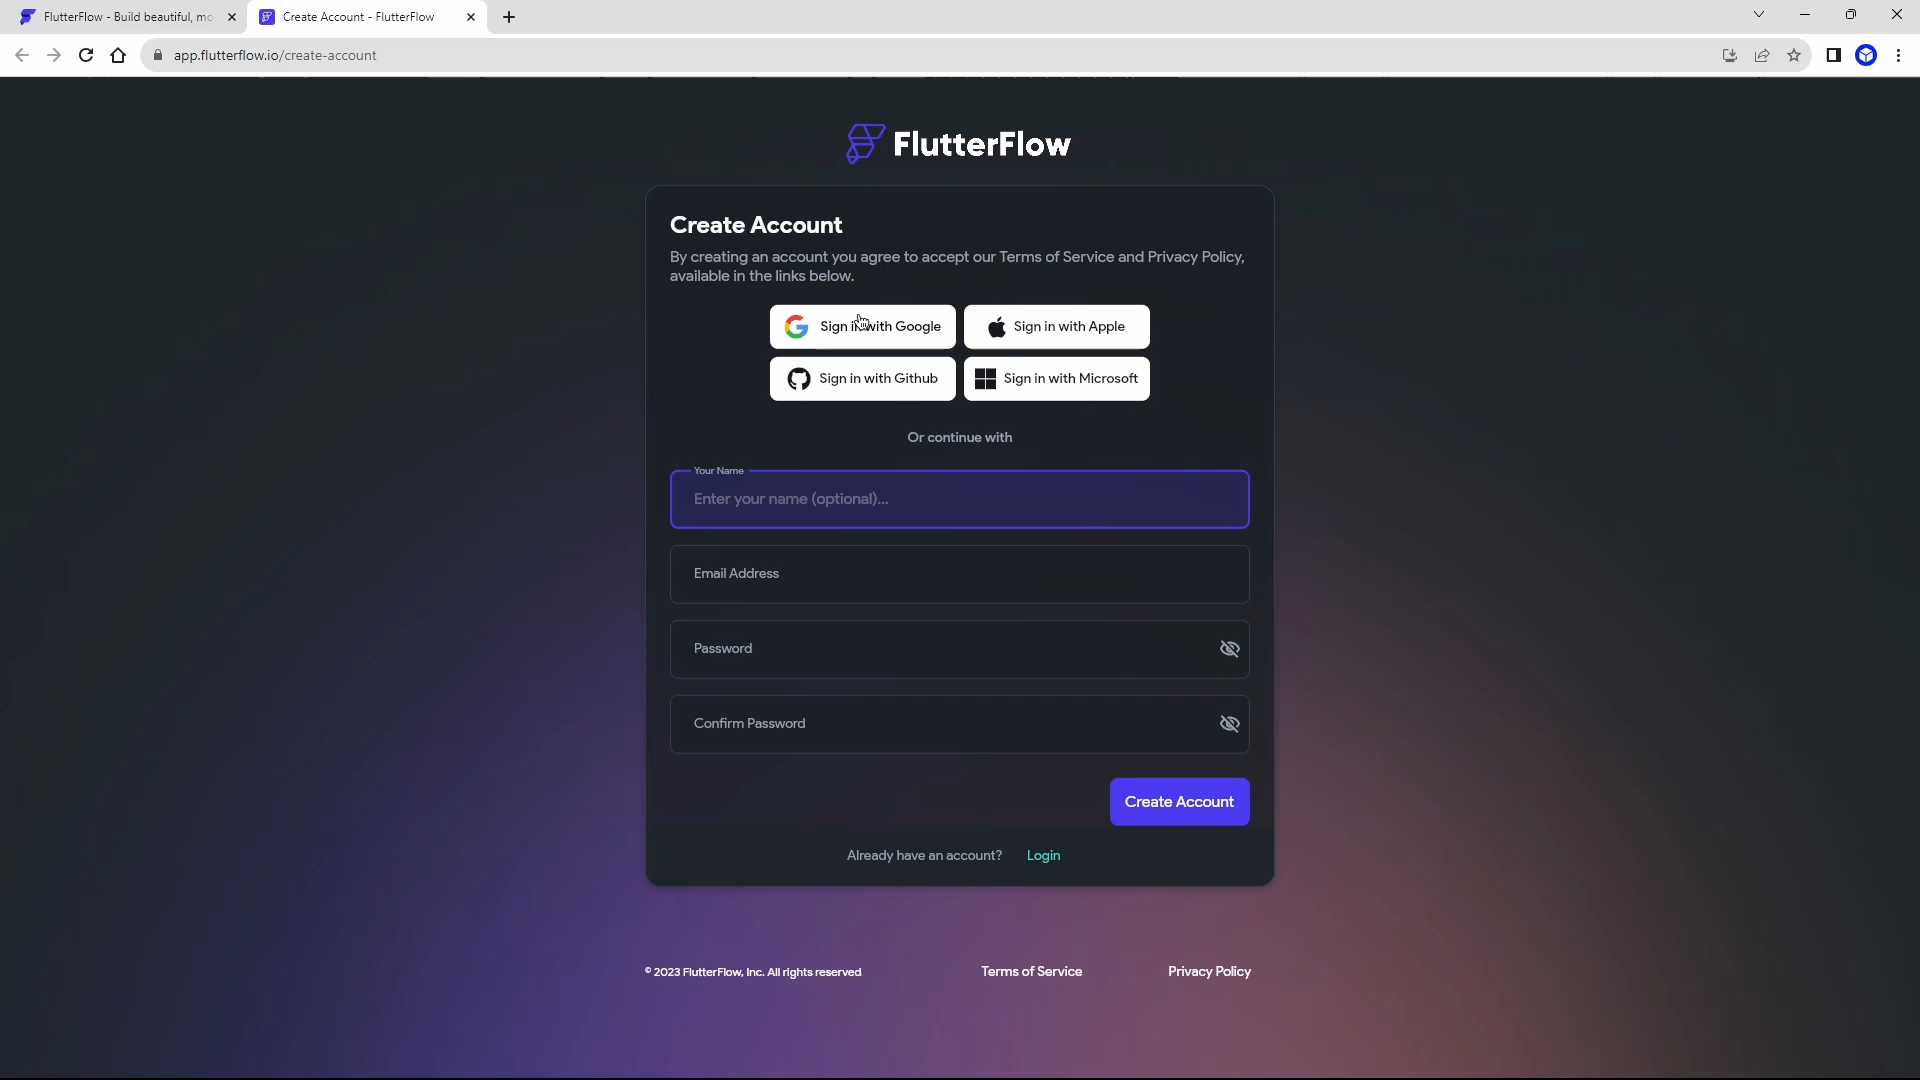 FlutterFlow - Build beautiful, mo
Create Account - FlutterFlow
app.flutterflow.io/create-account
FlutterFlow
Create Account
By creating an account you agree to accept our Terms of Service and Privacy Policy,
available in the links below.
Sign in with Google
Sign in with Apple
Sign in with Github
Sign in with Microsoft
Or continue with
Your Name
Enter your name (optional)...
Email Address
Password
Confirm Password
Create Account
Already have an account? Login
© 2023 FlutterFlow, Inc. All rights reserved
Terms of Service
Privacy Policy